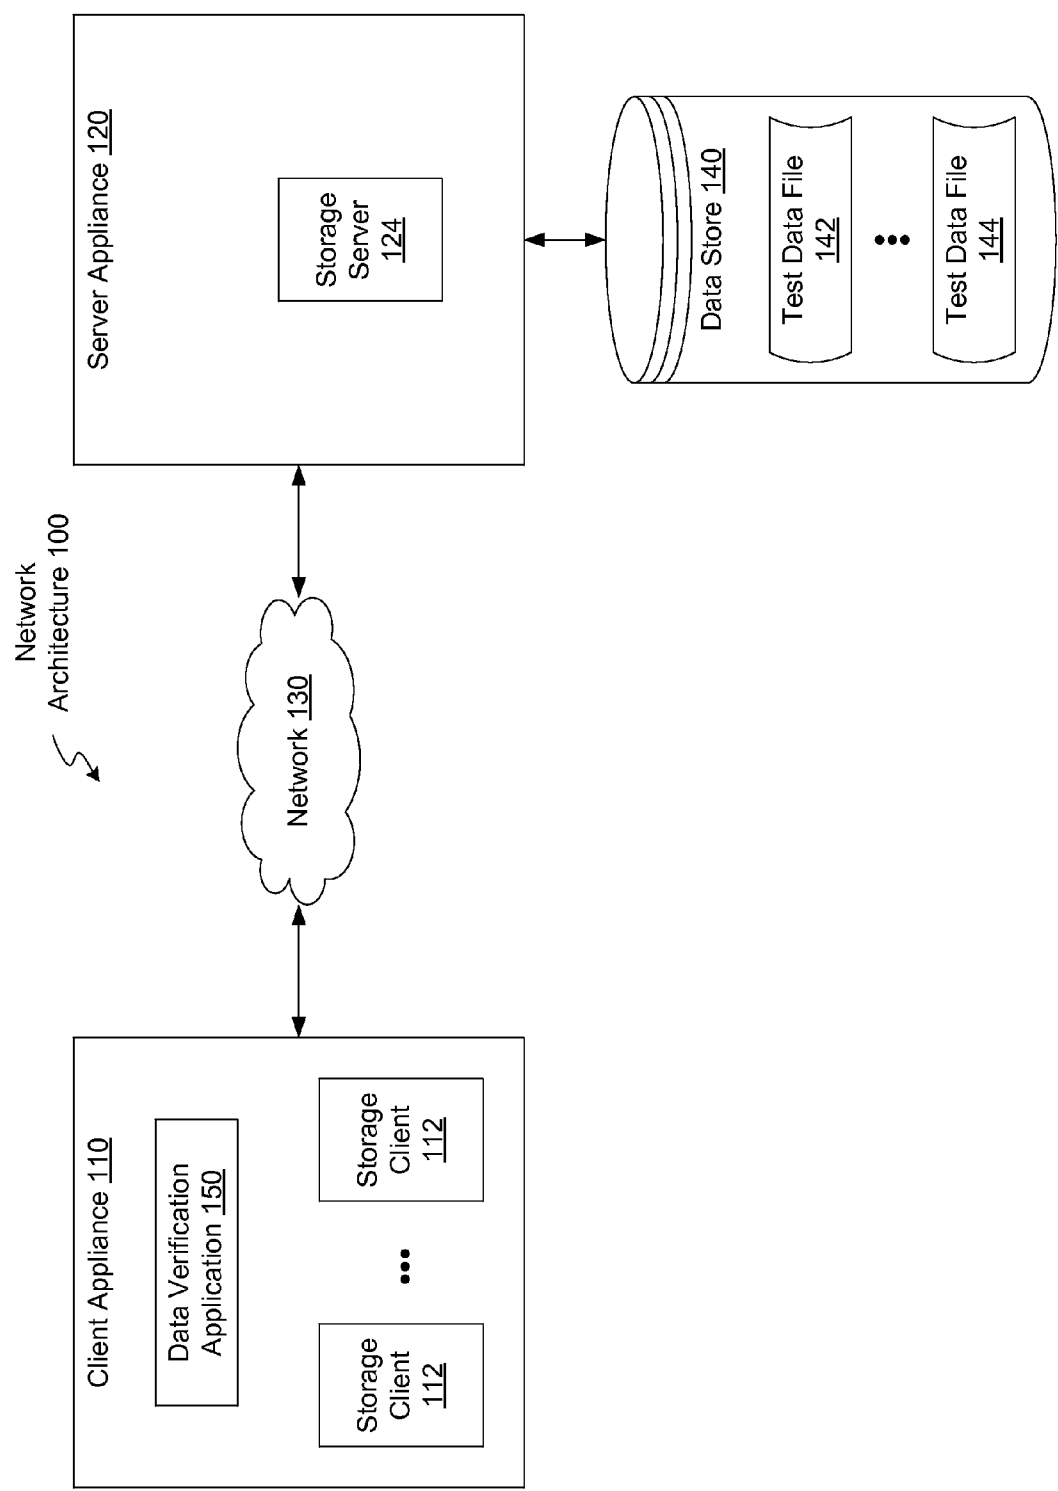 Network
Architecture 100
Client Appliance 110
Data Verification
Application 150
Storage
Client
112
Storage
Client
112
Network 130
Server Appliance 120
Storage
Server
124
Data Store 140
Test Data File
142
Test Data File
144